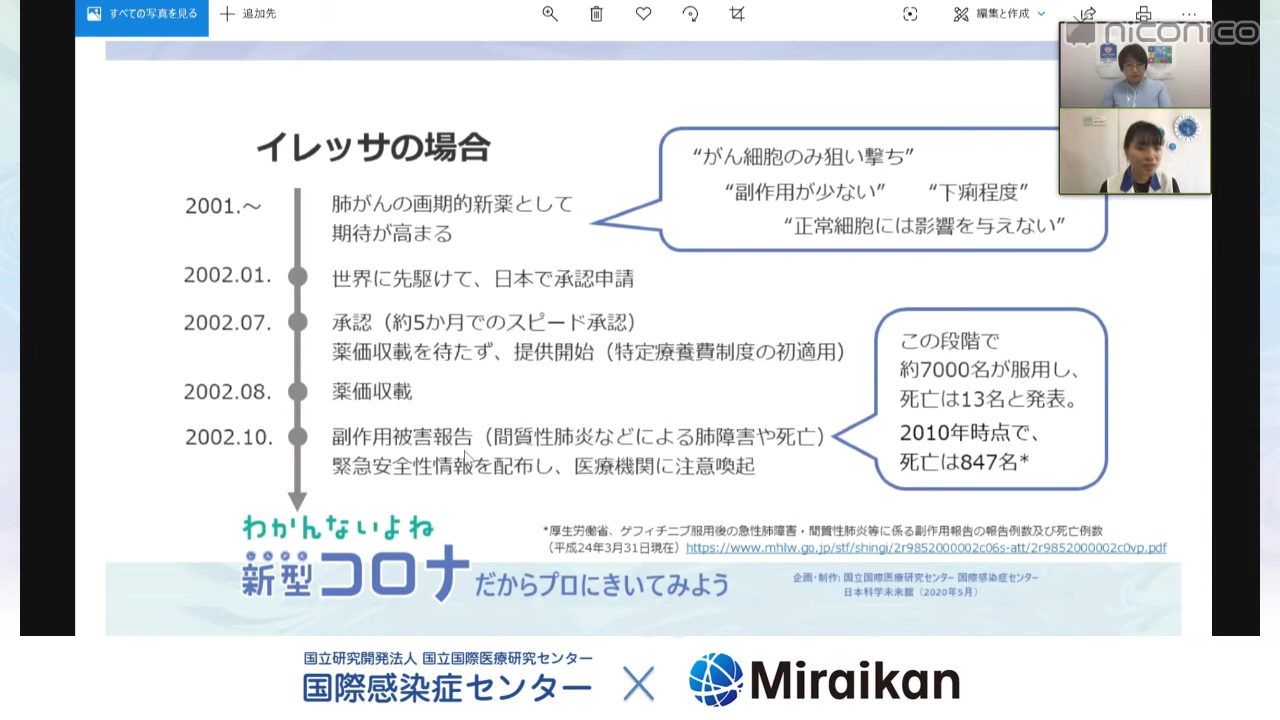 すべての写真を見る
追加先
編集と作成
niconico
イレッサの場合
2001.～
肺がんの画期的新薬として
期待が高まる
“がん細胞のみ狙い撃ち”
“副作用が少ない” “下痢程度”
“正常細胞には影響を与えない”
2002.01.
世界に先駆けて、日本で承認申請
2002.07.
承認（約5か月でのスピード承認）
薬価収載を待たず、提供開始（特定療養費制度の初適用）
2002.08.
薬価収載
2002.10.
副作用被害報告（間質性肺炎などによる肺障害や死亡）
緊急安全性情報を配布し、医療機関に注意喚起
この段階で
約7000名が服用し、
死亡は13名と発表。
2010年時点で、
死亡は847名*
*厚生労働省、ゲフィチニブ服用後の急性肺障害・間質性肺炎等に係る副作用報告の報告例数及び死亡例数
（平成24年3月31日現在）https://www.mhlw.go.jp/stf/shingi/2r9852000002c06s-att/2r9852000002c0vp.pdf
わかんないよね
しんがた
新型コロナ だからプロにきいてみよう
企画・制作: 国立国際医療研究センター 国際感染症センター
日本科学未来館（2020年5月）
国立研究開発法人 国立国際医療研究センター
国際感染症センター × Miraikan